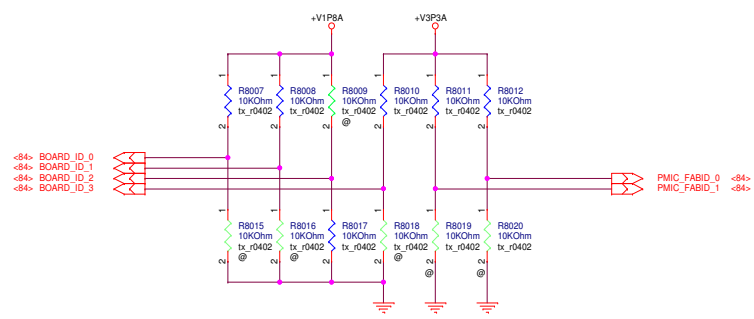 +V1P8A +V3P3A
1 1 1 1 1 1
R8007 R8008 R8009 R8010 R8011 R8012
10KOhm 10KOhm 10KOhm 10KOhm 10KOhm 10KOhm
tx_r0402 tx_r0402 tx_r0402 tx_r0402 tx_r0402 tx_r0402
2 2 2 2 2 2
@
<84> BOARD_ID_0
<84> BOARD_ID_1
<84> BOARD_ID_2
<84> BOARD_ID_3
PMIC_FABID_0 <84>
PMIC_FABID_1 <84>
1 1 1 1 1 1
R8015 R8016 R8017 R8018 R8019 R8020
10KOhm 10KOhm 10KOhm 10KOhm 10KOhm 10KOhm
tx_r0402 tx_r0402 tx_r0402 tx_r0402 tx_r0402 tx_r0402
2 2 2 2 2 2
@ @ @ @ @